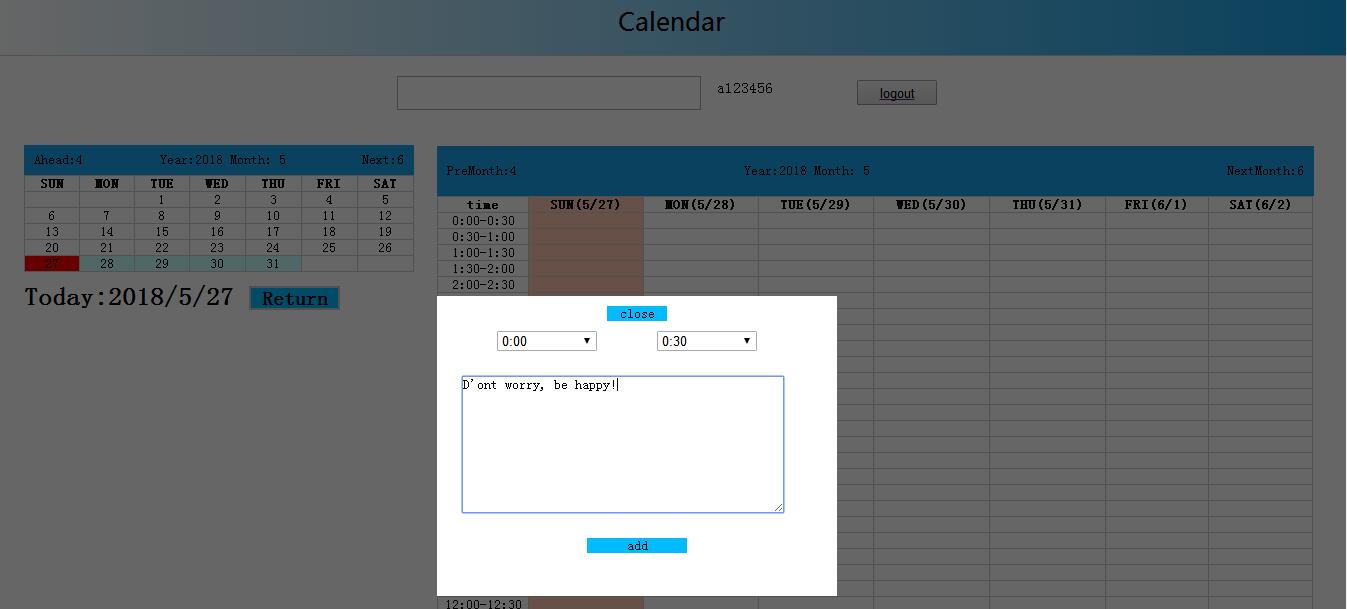 Calendar
a123456 logout
Ahead:4 Year:2018 Month: 5 Next:6
SUN MON TUE WED THU FRI SAT
1 2 3 4 5
6 7 8 9 10 11 12
13 14 15 16 17 18 19
20 21 22 23 24 25 26
27 28 29 30 31
Today:2018/5/27 Return
PreMonth:4 Year:2018 Month: 5 NextMonth:6
time SUN(5/27) MON(5/28) TUE(5/29) WED(5/30) THU(5/31) FRI(6/1) SAT(6/2)
0:00-0:30
0:30-1:00
1:00-1:30
1:30-2:00
2:00-2:30
close
0:00 0:30
D'ont worry, be happy!
add
12:00-12:30